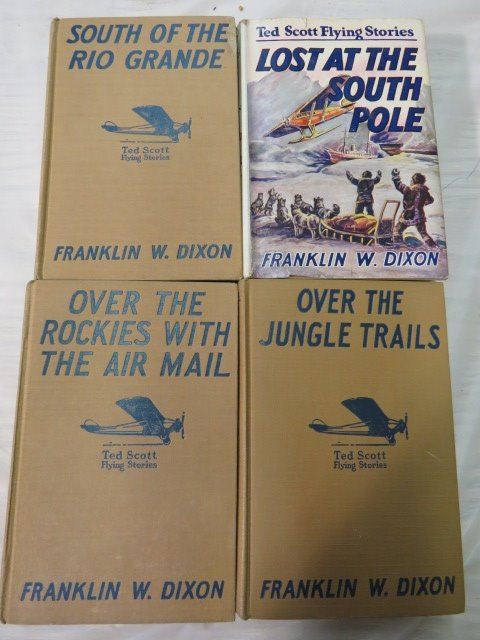 SOUTH OF THE
RIO GRANDE
Ted Scott
Flying Stories
FRANKLIN W. DIXON
Ted Scott Flying Stories
LOST AT THE
SOUTH
POLE
FRANKLIN W. DIXON
OVER THE
ROCKIES WITH
THE AIR MAIL
Ted Scott
Flying Stories
FRANKLIN W. DIXON
OVER THE
JUNGLE TRAILS
Ted Scott
Flying Stories
FRANKLIN W. DIXON